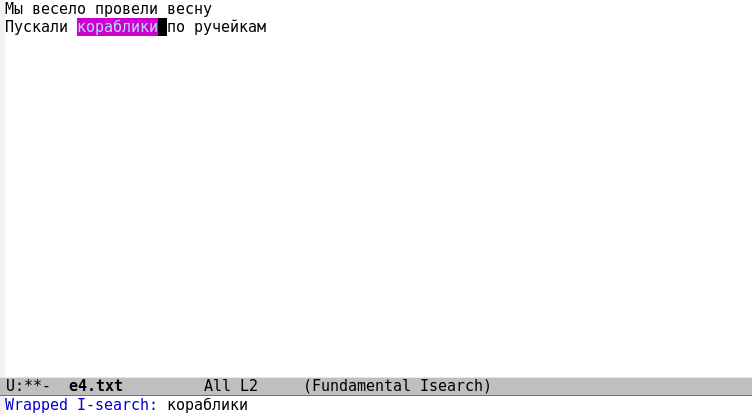 Мы весело провели весну
Пускали кораблики по ручейкам
U:**-  e4.txt         All L2     (Fundamental Isearch)
Wrapped I-search: кораблики